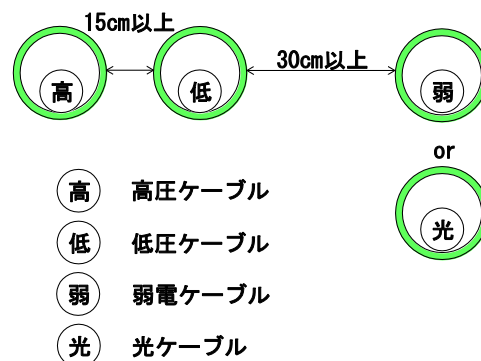 15cm以上
30cm以上
高
低
弱
or
光
高 高圧ケーブル
低 低圧ケーブル
弱 弱電ケーブル
光 光ケーブル